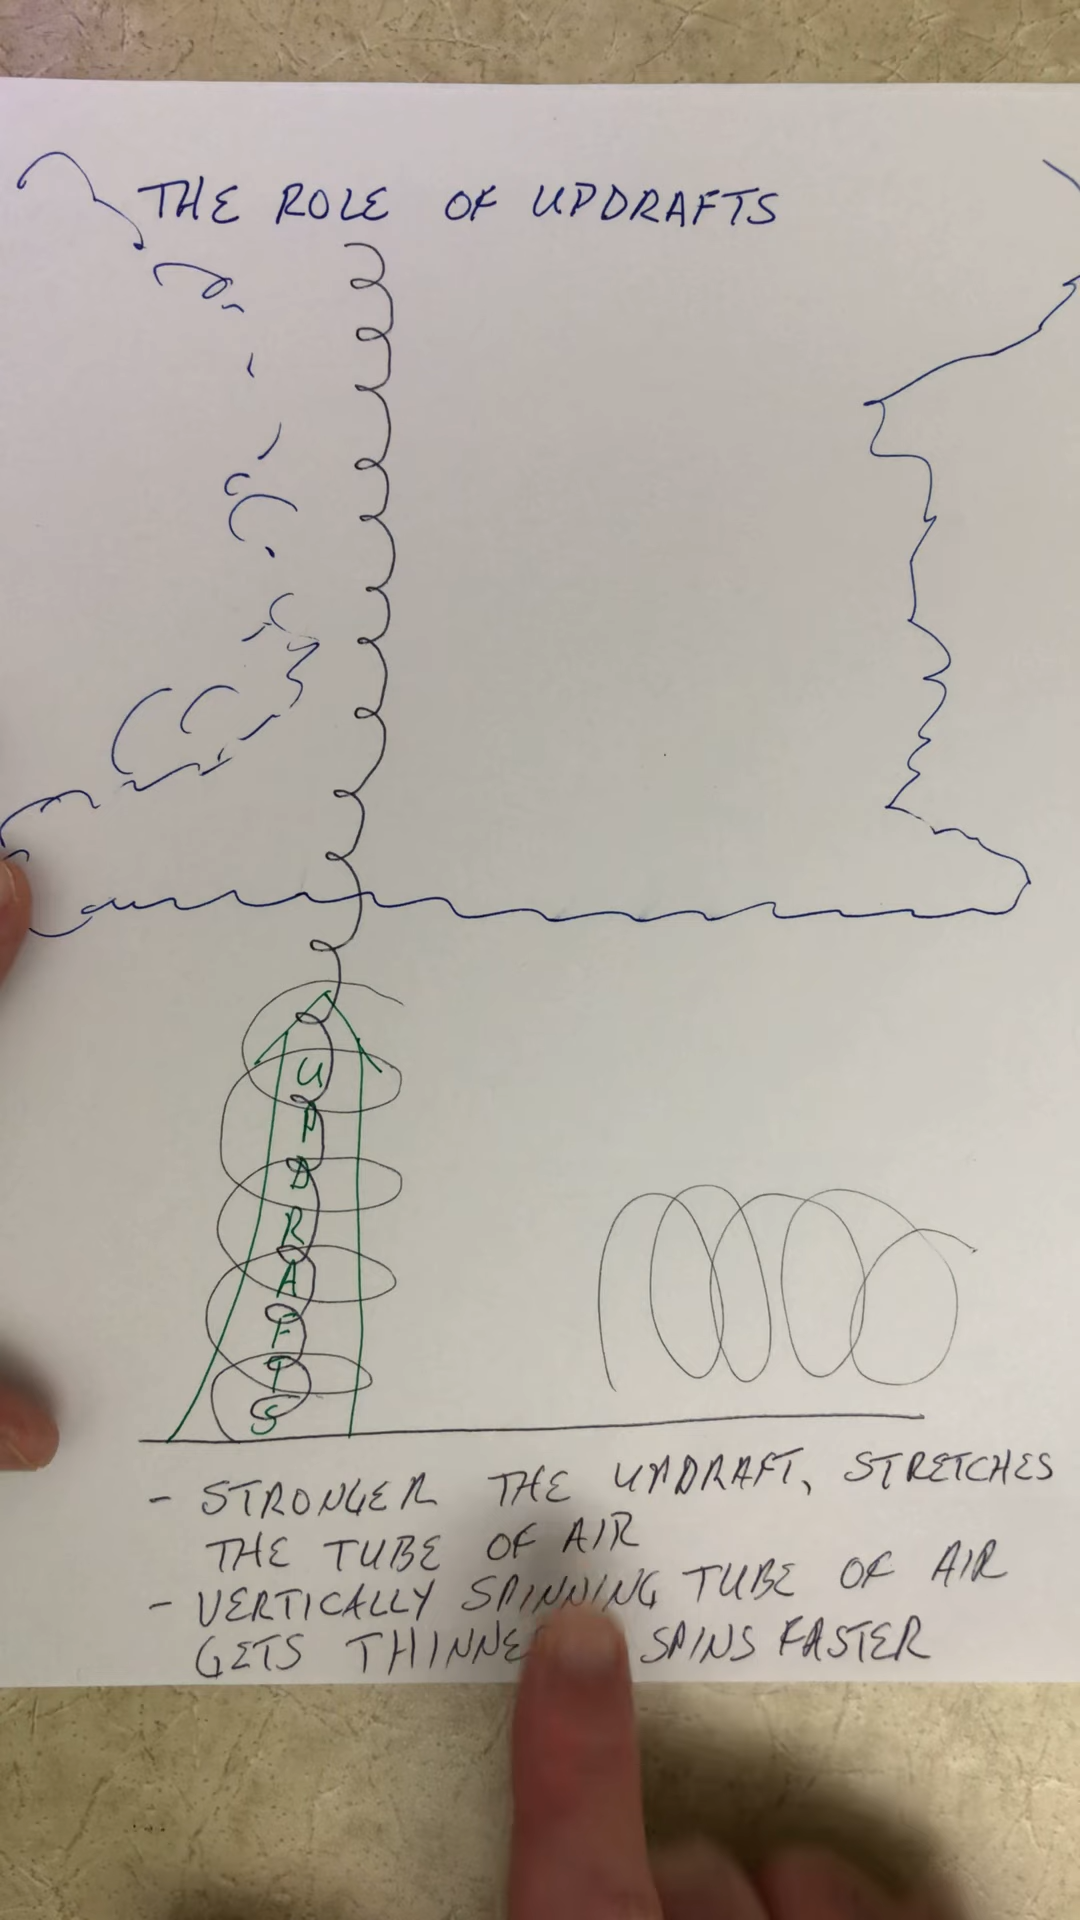 THE ROLE OF UPDRAFTS
UPDRAFTS
- STRONGER THE UPDRAFT, STRETCHES
THE TUBE OF AIR
- VERTICALLY SPINNING TUBE OF AIR
GETS THINNE SPINS FASTER